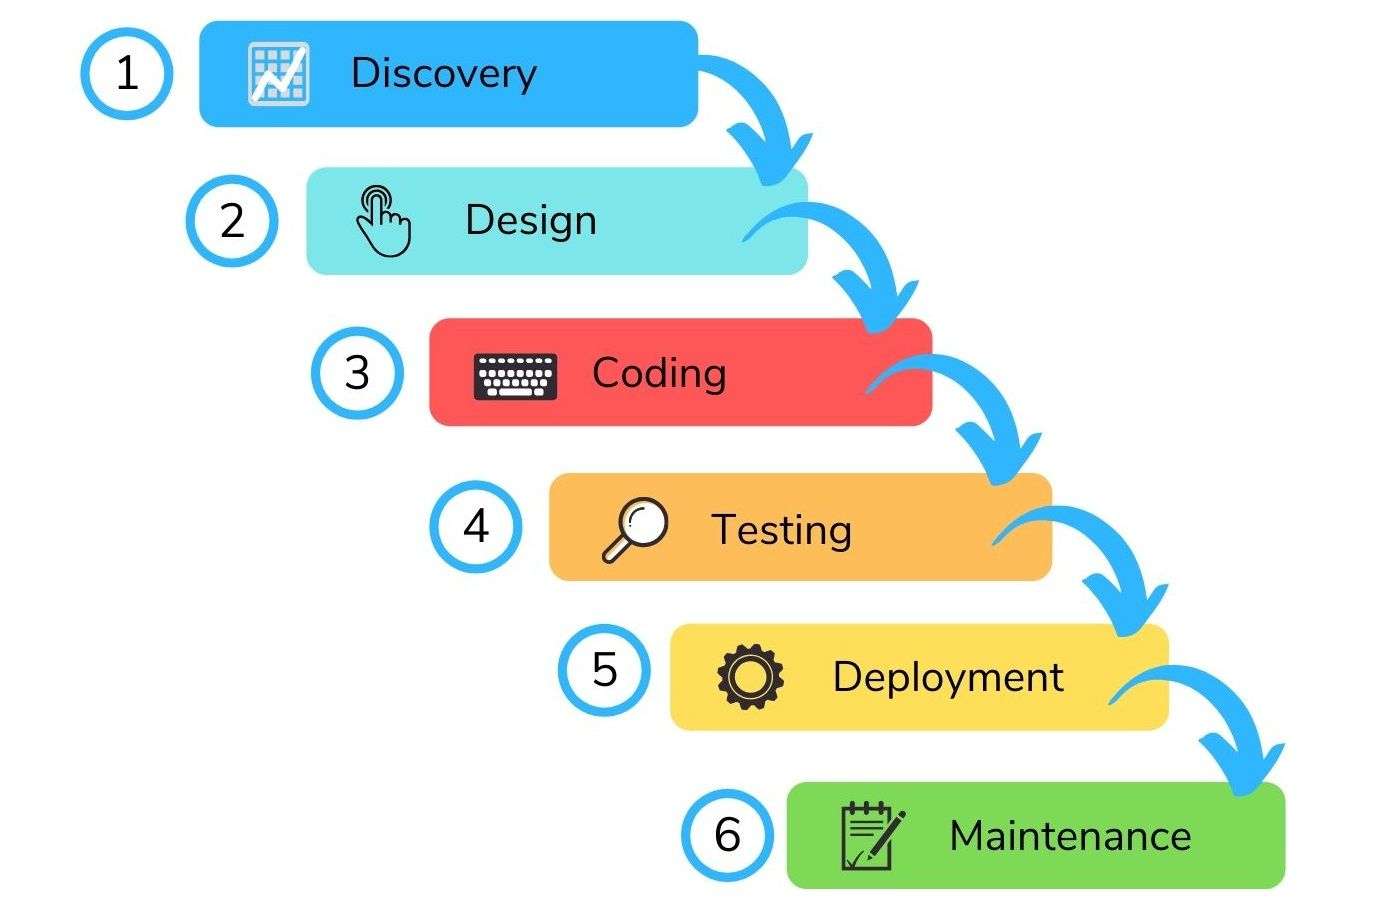 1 Discovery
2 Design
3 Coding
4 Testing
5 Deployment
6 Maintenance